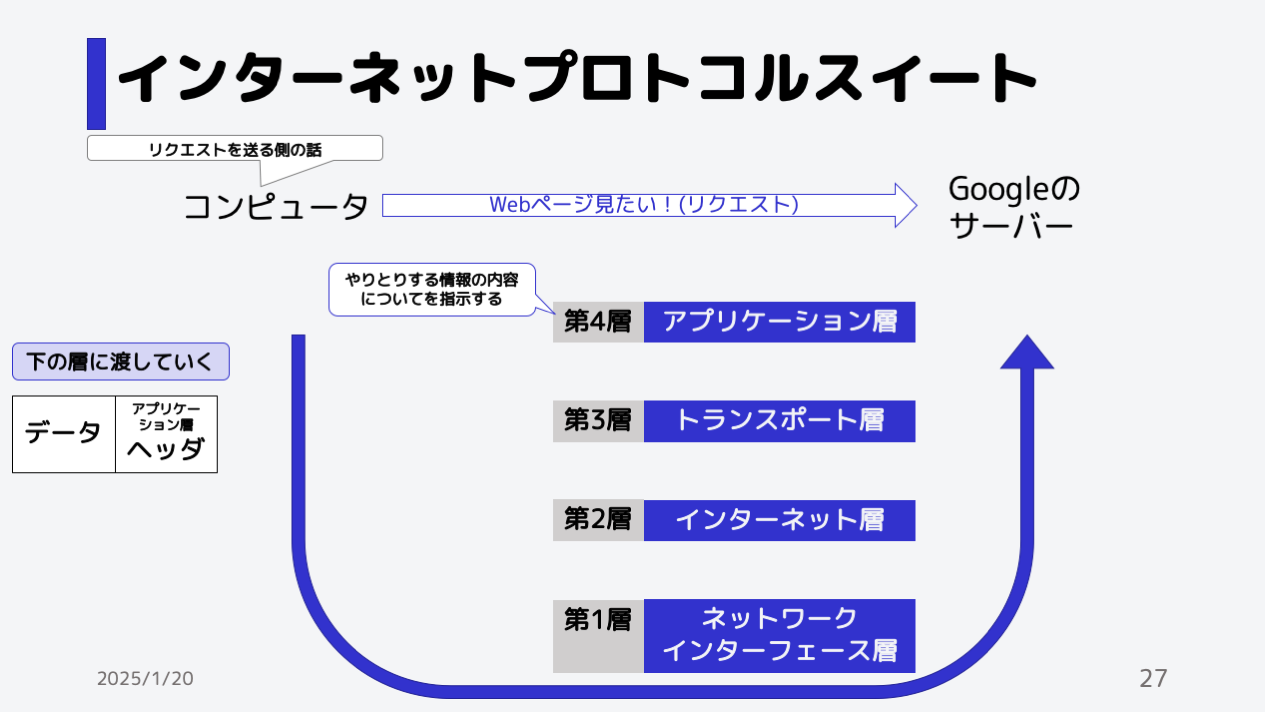 インターネットプロトコルスイート
リクエストを送る側の話
コンピュータ
Webページ見たい！(リクエスト)
Googleの
サーバー
やりとりする情報の内容
についてを指示する
第4層 アプリケーション層
下の層に渡していく
データ
アプリケー
ション層
ヘッダ
第3層 トランスポート層
第2層 インターネット層
第1層 ネットワーク
インターフェース層
2025/1/20
27